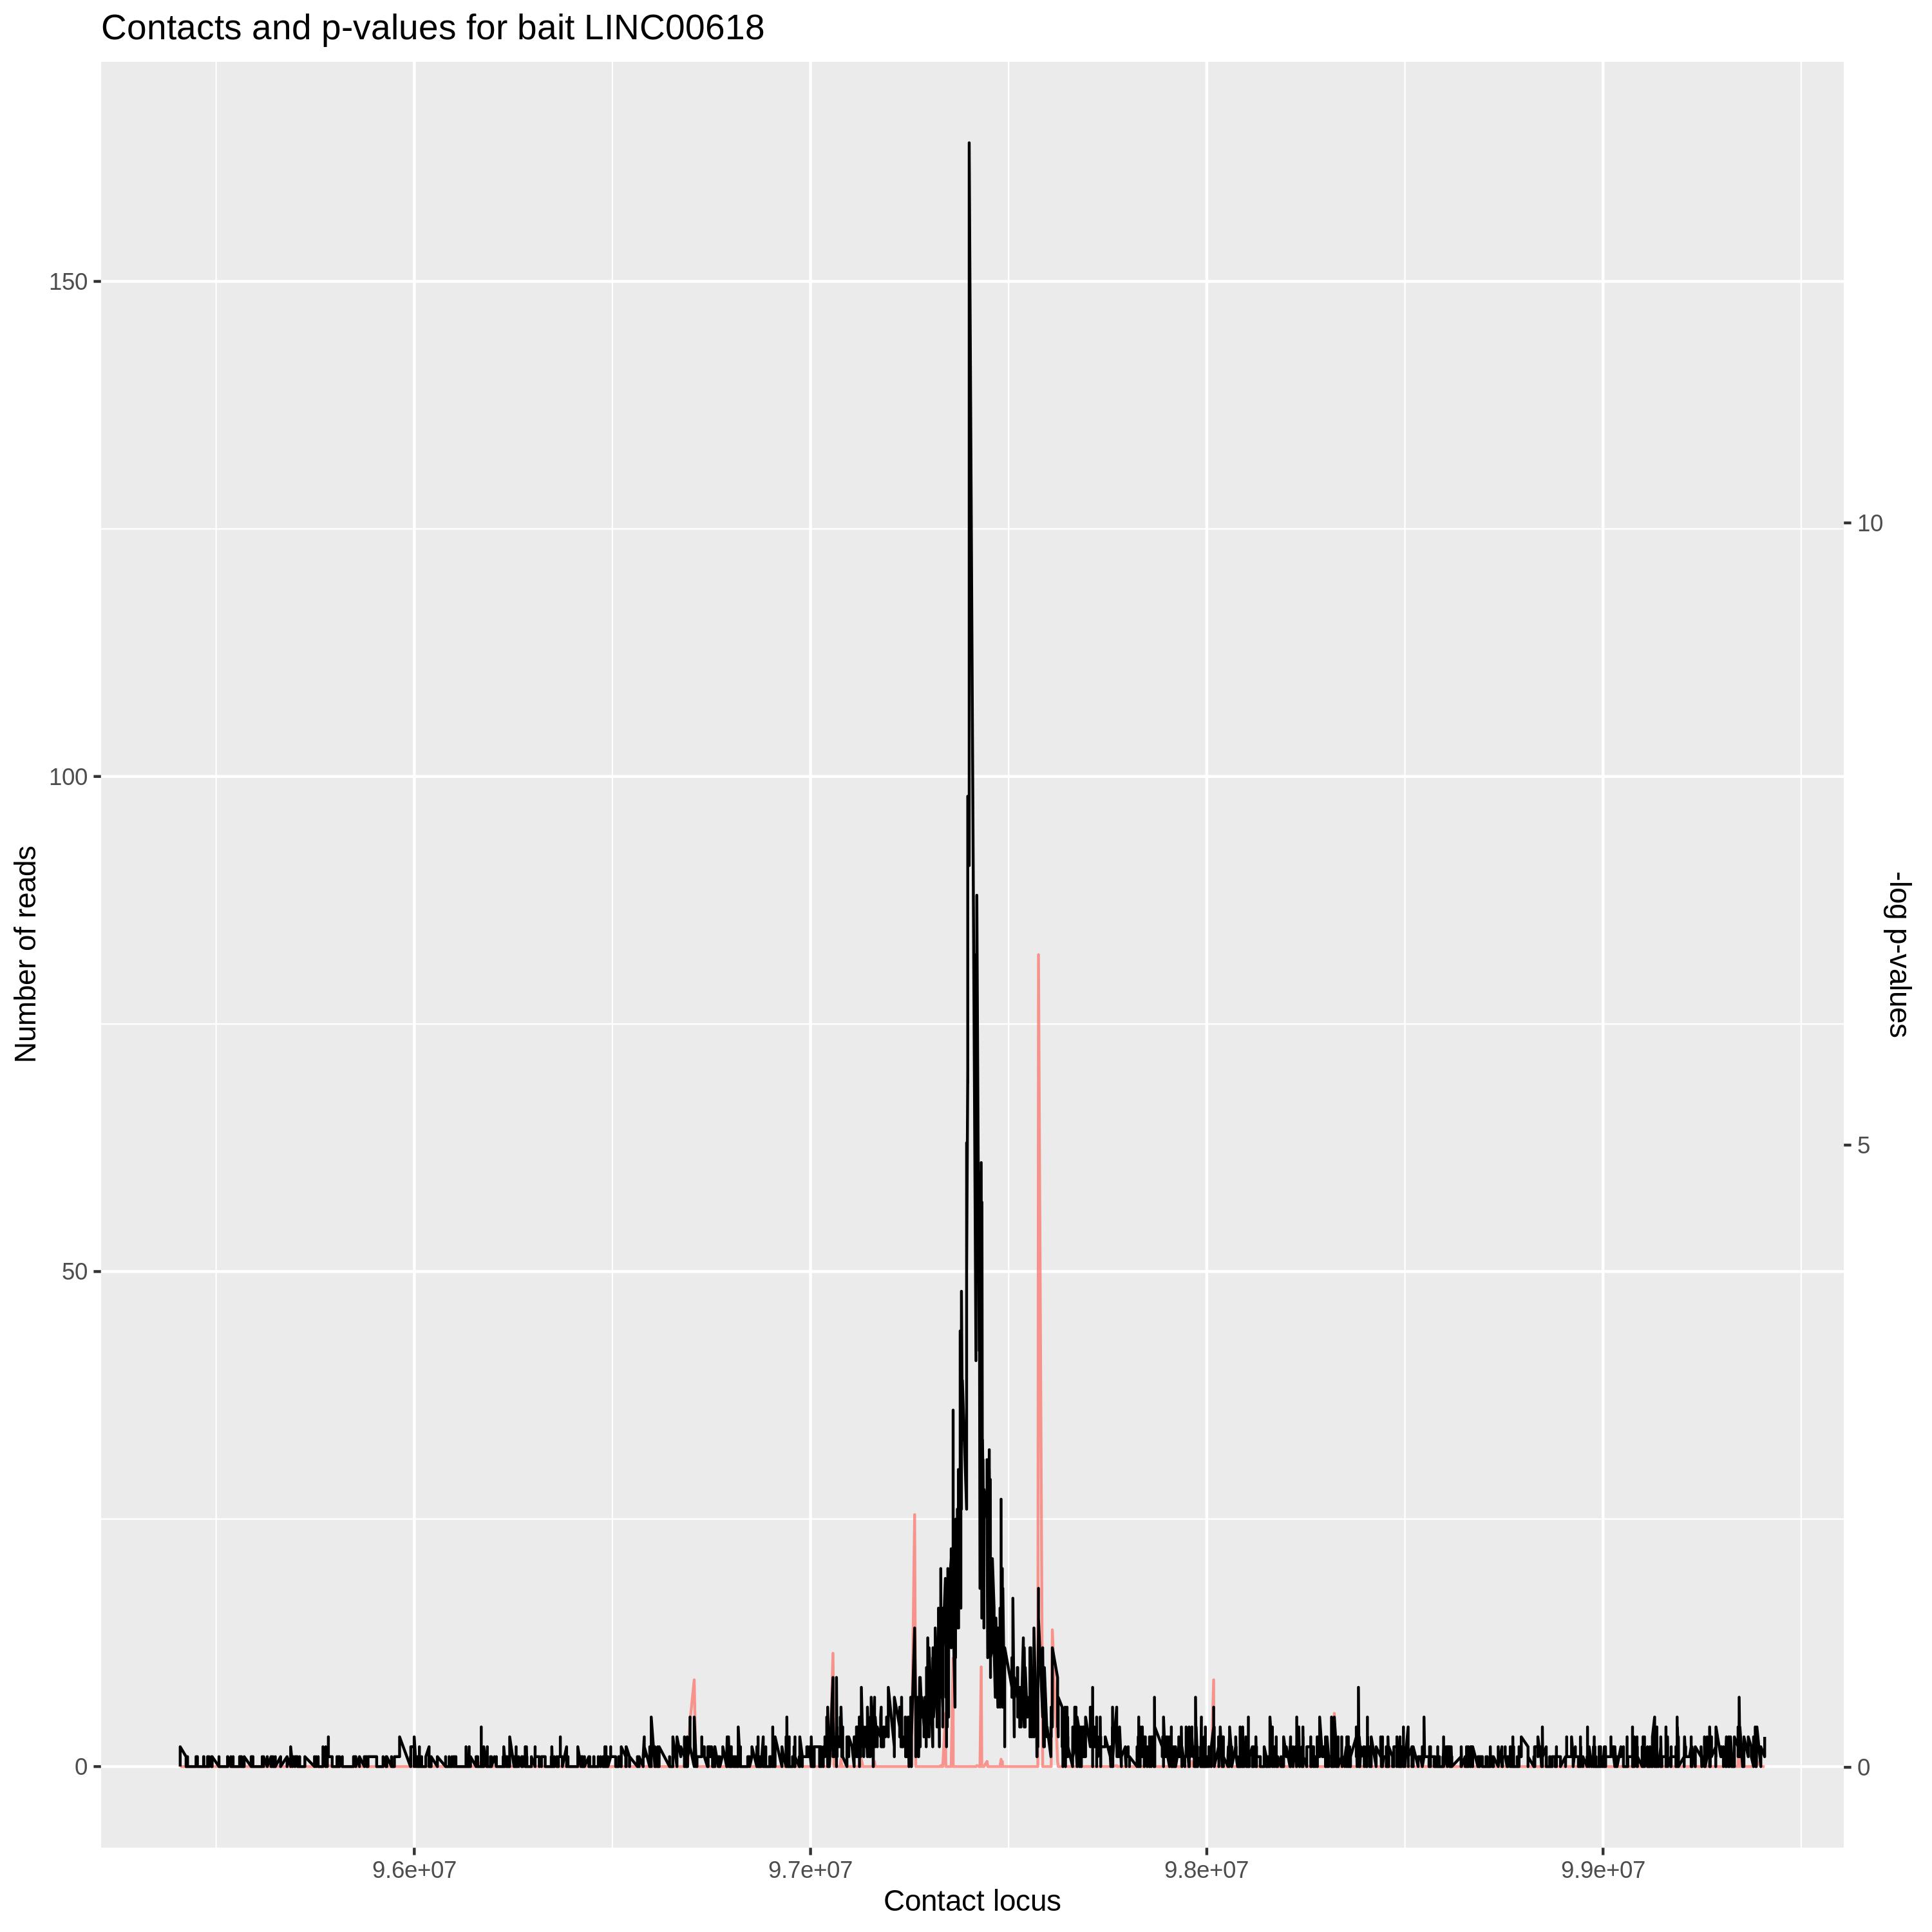 Contacts and p-values for bait LINC00618
150
100
50
0
Number of reads
10
5
0
-log p-values
9.6e+07
9.7e+07
9.8e+07
9.9e+07
Contact locus